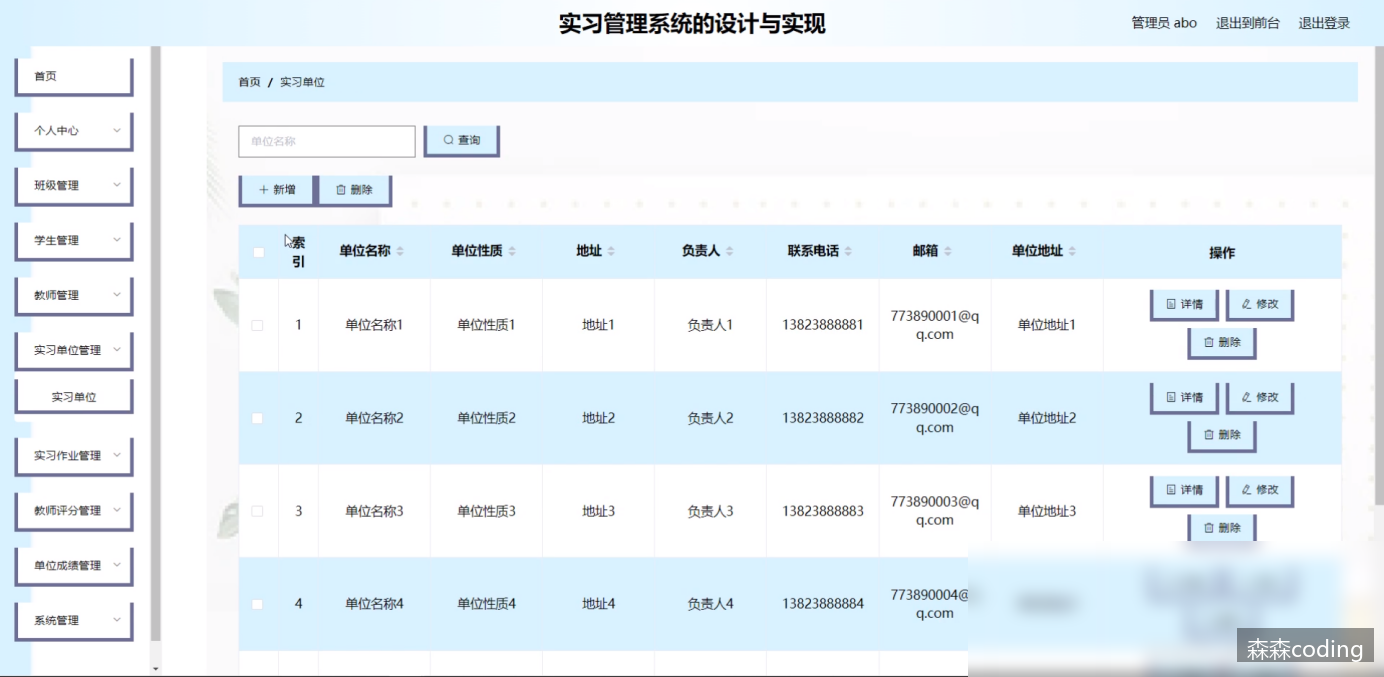 实习管理系统的设计与实现
管理员 abo 退出到前台 退出登录
首页
个人中心
班级管理
学生管理
教师管理
实习单位管理
实习单位
实习作业管理
教师评分管理
单位成绩管理
系统管理
首页 / 实习单位
单位名称 查询
新增 删除
索引 单位名称 单位性质 地址 负责人 联系电话 邮箱 单位地址 操作
1 单位名称1 单位性质1 地址1 负责人1 13823888881 773890001@qq.com 单位地址1 详情 修改
删除
2 单位名称2 单位性质2 地址2 负责人2 13823888882 773890002@qq.com 单位地址2 详情 修改
删除
3 单位名称3 单位性质3 地址3 负责人3 13823888883 773890003@qq.com 单位地址3 详情 修改
删除
4 单位名称4 单位性质4 地址4 负责人4 13823888884 773890004@qq.com
森森coding